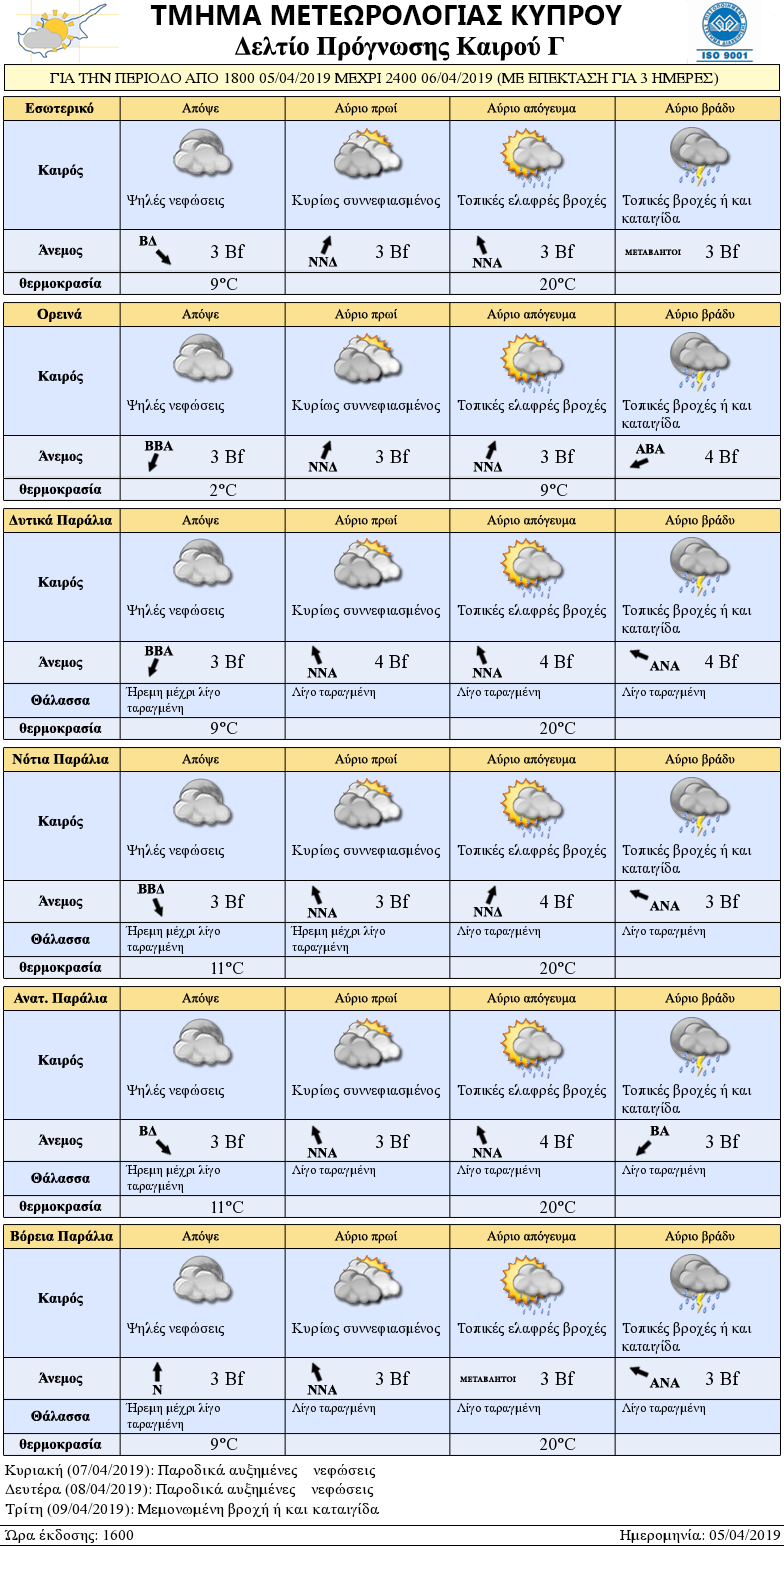 ΤΜΗΜΑ ΜΕΤΕΩΡΟΛΟΓΙΑΣ ΚΥΠΡΟΥ
Δελτίο Πρόγνωσης Καιρού Γ
ISO 9001
ΓΙΑ ΤΗΝ ΠΕΡΙΟΔΟ ΑΠΟ 1800 05/04/2019 ΜΕΧΡΙ 2400 06/04/2019 (ΜΕ ΕΠΕΚΤΑΣΗ ΓΙΑ 3 ΗΜΕΡΕΣ)
Εσωτερικό Απόψε Αύριο πρωί Αύριο απόγευμα Αύριο βράδυ
Καιρός
Ψηλές νεφώσεις Κυρίως συννεφιασμένος Τοπικές ελαφρές βροχές Τοπικές βροχές ή και
καταιγίδα
Άνεμος ΒΔ 3 Bf ΝΝΔ 3 Bf ΝΝΑ 3 Bf ΜΕΤΑΒΛΗΤΟΙ 3 Bf
θερμοκρασία 9°C 20°C
Ορεινά Απόψε Αύριο πρωί Αύριο απόγευμα Αύριο βράδυ
Καιρός
Ψηλές νεφώσεις Κυρίως συννεφιασμένος Τοπικές ελαφρές βροχές Τοπικές βροχές ή και
καταιγίδα
Άνεμος ΒΒΑ 3 Bf ΝΝΔ 3 Bf ΝΝΔ 3 Bf ΑΒΑ 4 Bf
θερμοκρασία 2°C 9°C
Δυτικά Παράλια Απόψε Αύριο πρωί Αύριο απόγευμα Αύριο βράδυ
Καιρός
Ψηλές νεφώσεις Κυρίως συννεφιασμένος Τοπικές ελαφρές βροχές Τοπικές βροχές ή και
καταιγίδα
Άνεμος ΒΒΑ 3 Bf ΝΝΑ 4 Bf ΝΝΑ 4 Bf ΑΝΑ 4 Bf
Θάλασσα Ήρεμη μέχρι λίγο Λίγο ταραγμένη Λίγο ταραγμένη Λίγο ταραγμένη
ταραγμένη
θερμοκρασία 9°C 20°C
Νότια Παράλια Απόψε Αύριο πρωί Αύριο απόγευμα Αύριο βράδυ
Καιρός
Ψηλές νεφώσεις Κυρίως συννεφιασμένος Τοπικές ελαφρές βροχές Τοπικές βροχές ή και
καταιγίδα
Άνεμος ΒΒΔ 3 Bf ΝΝΑ 3 Bf ΝΝΔ 4 Bf ΑΝΑ 3 Bf
Θάλασσα Ήρεμη μέχρι λίγο Ήρεμη μέχρι λίγο Λίγο ταραγμένη Λίγο ταραγμένη
ταραγμένη ταραγμένη
θερμοκρασία 11°C 20°C
Ανατ. Παράλια Απόψε Αύριο πρωί Αύριο απόγευμα Αύριο βράδυ
Καιρός
Ψηλές νεφώσεις Κυρίως συννεφιασμένος Τοπικές ελαφρές βροχές Τοπικές βροχές ή και
καταιγίδα
Άνεμος ΒΔ 3 Bf ΝΝΑ 3 Bf ΝΝΑ 4 Bf ΒΑ 3 Bf
Θάλασσα Ήρεμη μέχρι λίγο Λίγο ταραγμένη Λίγο ταραγμένη Λίγο ταραγμένη
ταραγμένη
θερμοκρασία 11°C 20°C
Βόρεια Παράλια Απόψε Αύριο πρωί Αύριο απόγευμα Αύριο βράδυ
Καιρός
Ψηλές νεφώσεις Κυρίως συννεφιασμένος Τοπικές ελαφρές βροχές Τοπικές βροχές ή και
καταιγίδα
Άνεμος Ν 3 Bf ΝΝΑ 3 Bf ΜΕΤΑΒΛΗΤΟΙ 3 Bf ΑΝΑ 3 Bf
Θάλασσα Ήρεμη μέχρι λίγο Λίγο ταραγμένη Λίγο ταραγμένη Λίγο ταραγμένη
ταραγμένη
θερμοκρασία 9°C 20°C
Κυριακή (07/04/2019): Παροδικά αυξημένες νεφώσεις
Δευτέρα (08/04/2019): Παροδικά αυξημένες νεφώσεις
Τρίτη (09/04/2019): Μεμονωμένη βροχή ή και καταιγίδα
Ώρα έκδοσης: 1600 Ημερομηνία: 05/04/2019